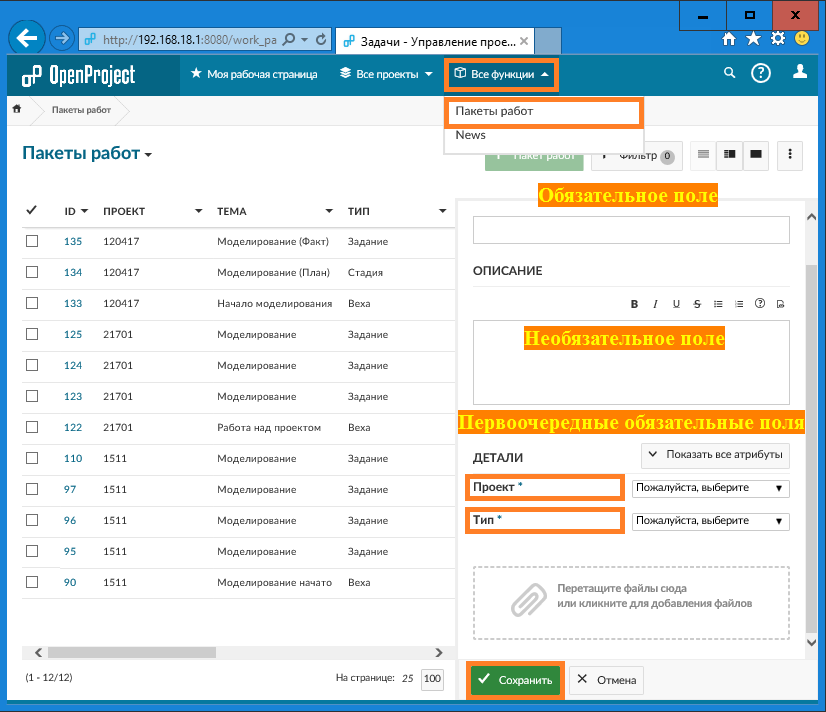 http://192.168.18.1:8080/work_pa
Задачи - Управление прое...
OpenProject
Моя рабочая страница
Все проекты
Все функции
Пакеты работ
Пакеты работ
News
Пакеты работ
Пакет работ
Фильтр 0
Обязательное поле
ID ПРОЕКТ ТЕМА ТИП
135 120417 Моделирование (Факт) Задание
134 120417 Моделирование (План) Стадия
133 120417 Начало моделирования Веха
125 21701 Моделирование Задание
124 21701 Моделирование Задание
123 21701 Моделирование Задание
122 21701 Работа над проектом Веха
110 1511 Моделирование Задание
97 1511 Моделирование Задание
96 1511 Моделирование Задание
95 1511 Моделирование Задание
90 1511 Моделирование начато Веха
(1 - 12/12)
На странице: 25 100
ОПИСАНИЕ
B I U S
Необязательное поле
Первоочередные обязательные поля
ДЕТАЛИ
Показать все атрибуты
Проект * Пожалуйста, выберите
Тип * Пожалуйста, выберите
Перетащите файлы сюда
или кликните для добавления файлов
Сохранить
Отмена